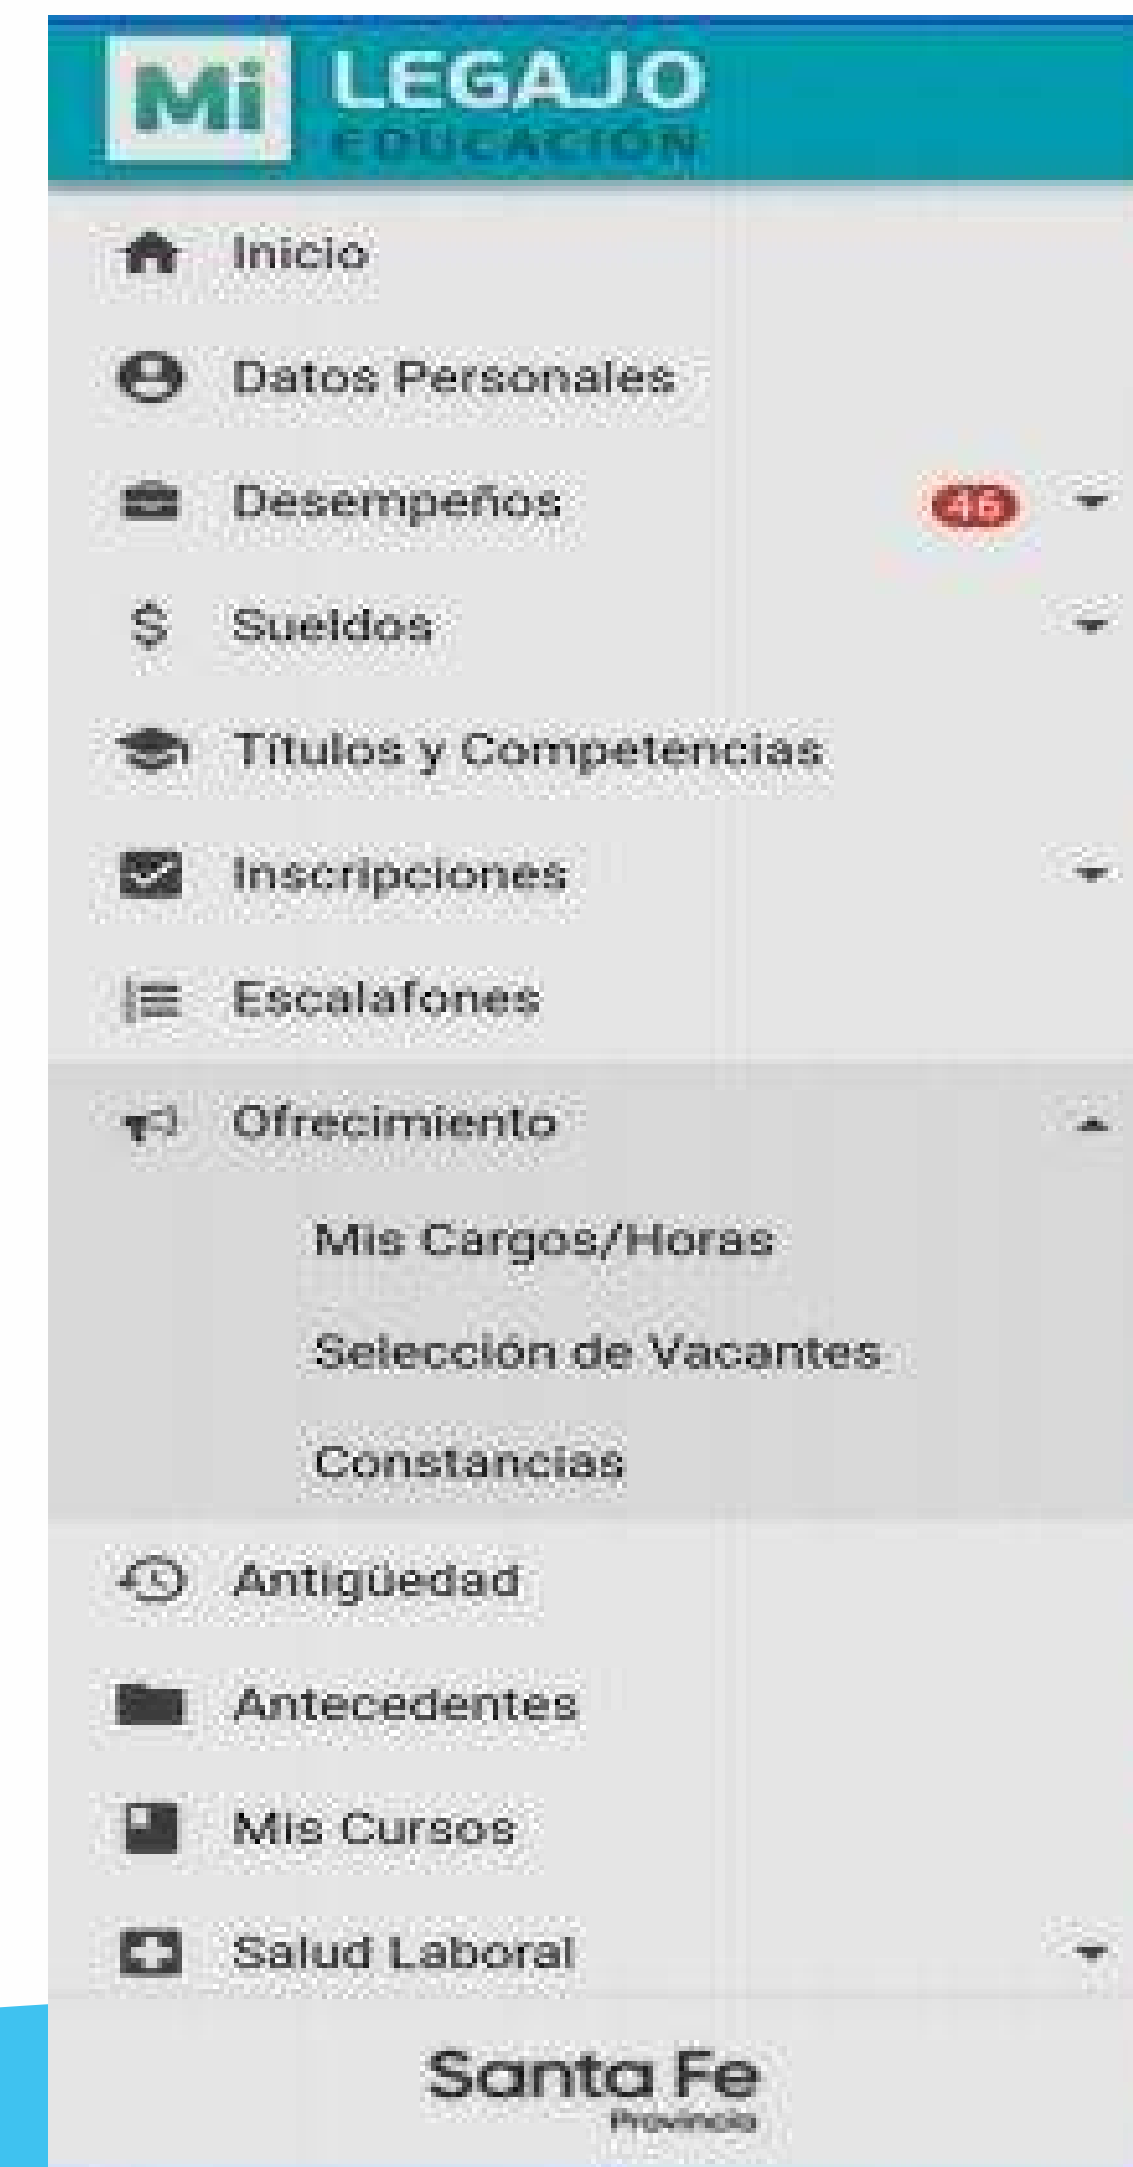 Mi LEGAJO
EDUCACIÓN
Inicio
Datos Personales
Desempeños 46
Sueldos
Títulos y Competencias
Inscripciones
Escalafones
Ofrecimiento
Mis Cargos/Horas
Selección de Vacantes
Constancias
Antigüedad
Antecedentes
Mis Cursos
Salud Laboral
Santa Fe
Provincia